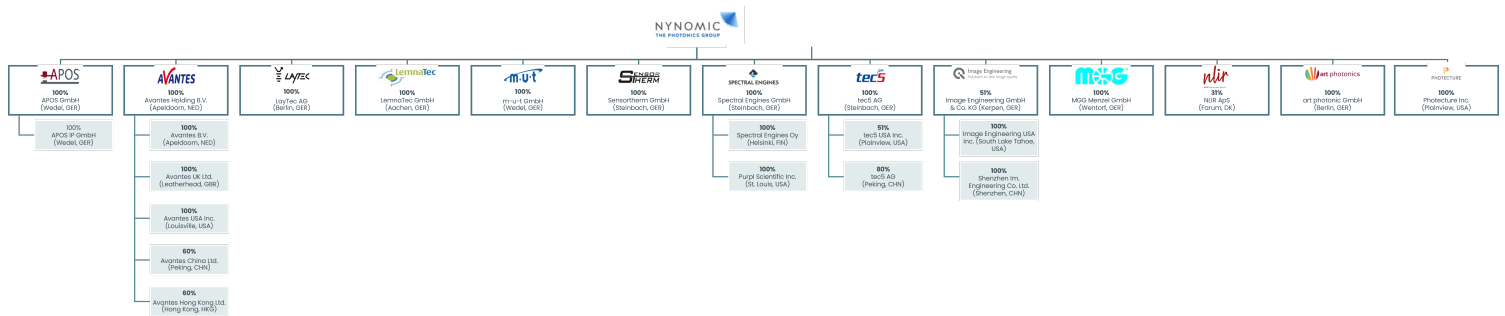 NYNOMIC
THE PHOTONICS GROUP
APOS
100%
APOS GmbH
(Wedel, GER)
100%
APOS IP GmbH
(Wedel, GER)
AVANTES
100%
Avantes Holding B.V.
(Apeldoorn, NED)
100%
Avantes B.V.
(Apeldoorn, NED)
100%
Avantes UK Ltd.
(Leatherhead, GBR)
100%
Avantes USA Inc.
(Louisville, USA)
60%
Avantes China Ltd.
(Peking, CHN)
60%
Avantes Hong Kong Ltd.
(Hong Kong, HKG)
LAYTEC
100%
LayTec AG
(Berlin, GER)
LemnaTec
100%
LemnaTec GmbH
(Aachen, GER)
m·u·t
100%
m-u-t GmbH
(Wedel, GER)
SENSOR
THERM
100%
Sensortherm GmbH
(Steinbach, GER)
SPECTRAL ENGINES
100%
Spectral Engines GmbH
(Steinbach, GER)
100%
Spectral Engines Oy
(Helsinki, FIN)
100%
Purpl Scientific Inc.
(St. Louis, USA)
tec5
100%
tec5 AG
(Steinbach, GER)
51%
tec5 USA Inc.
(Plainview, USA)
80%
tec5 AG
(Peking, CHN)
Image Engineering
51%
Image Engineering GmbH
& Co. KG (Kerpen, GER)
100%
Image Engineering USA
Inc. (South Lake Tahoe,
USA)
100%
Shenzhen Im.
Engineering Co. Ltd.
(Shenzhen, CHN)
MGG
100%
MGG Menzel GmbH
(Wentorf, GER)
nlir
31%
NLIR ApS
(Farum, DK)
art photonics
100%
art photonic GmbH
(Berlin, GER)
PHOTECTURE
100%
Photecture Inc.
(Plainview, USA)